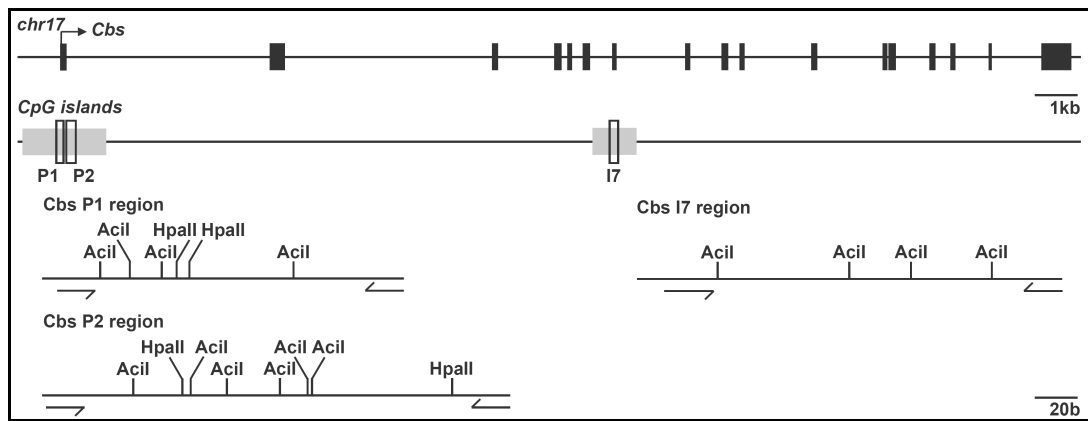 chr17 Cbs
1kb
CpG islands
P1 P2 I7
Cbs P1 region
Cbs I7 region
AciI HpaII HpaII
AciI AciI AciI
AciI AciI AciI AciI
Cbs P2 region
HpaII AciI AciI AciI
AciI AciI AciI HpaII
20b